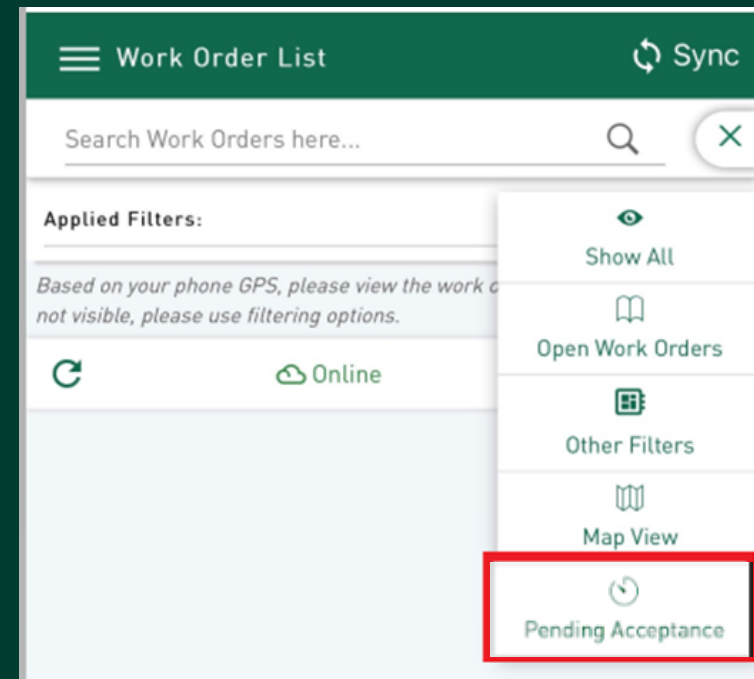 Work Order List
Sync
Search Work Orders here...
Applied Filters:
Based on your phone GPS, please view the work
not visible, please use filtering options.
Online
Show All
Open Work Orders
Other Filters
Map View
Pending Acceptance